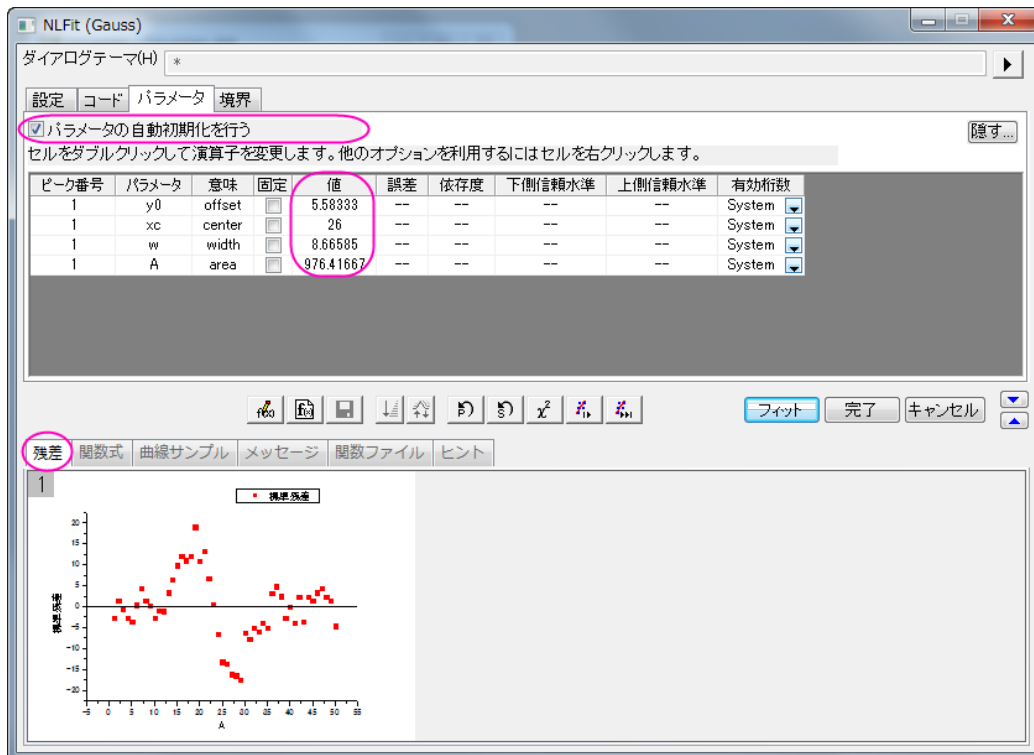 NLFit (Gauss)
ダイアログテーマ(H) *
設定 コード パラメータ 境界
パラメータの自動初期化を行う 隠す...
セルをダブルクリックして演算子を変更します。他のオプションを利用するにはセルを右クリックします。
ピーク番号 パラメータ 意味 固定 値 誤差 依存度 下側信頼水準 上側信頼水準 有効桁数
1 y0 offset 5.58333 -- -- -- -- System
1 xc center 26 -- -- -- -- System
1 w width 8.66585 -- -- -- -- System
1 A area 976.41667 -- -- -- -- System
フィット 完了 キャンセル
残差 関数式 曲線サンプル メッセージ 関数ファイル ヒント
1
標準残差
20
15
10
5
0
-5
-10
-15
-20
標準残差
-5 0 5 10 15 20 25 30 35 40 45 50 55
A